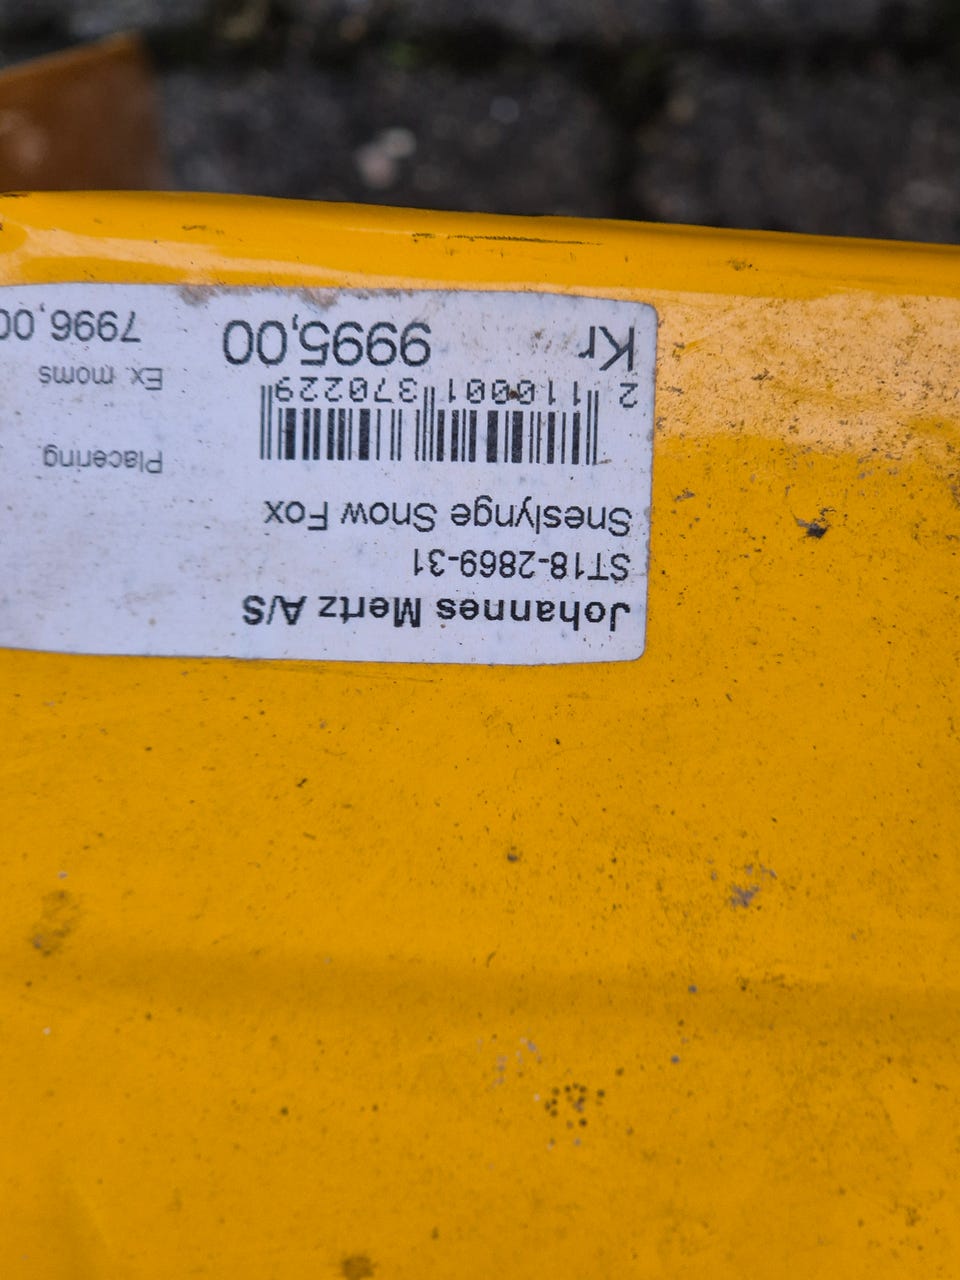 Johannes Mertz A/S
ST18-2869-31
Sneslynge Snow Fox
2 110001 370229
Kr 9995,00
Placering
Ex moms
7996,00